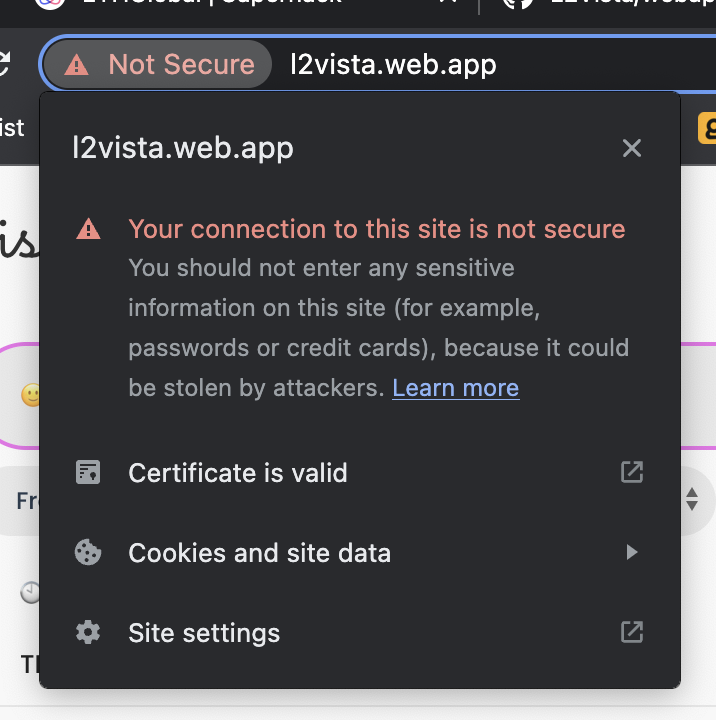 Not Secure
l2vista.web.app
ist
l2vista.web.app
is
Your connection to this site is not secure
You should not enter any sensitive
information on this site (for example,
passwords or credit cards), because it could
be stolen by attackers. Learn more
Certificate is valid
Fr
Cookies and site data
Site settings